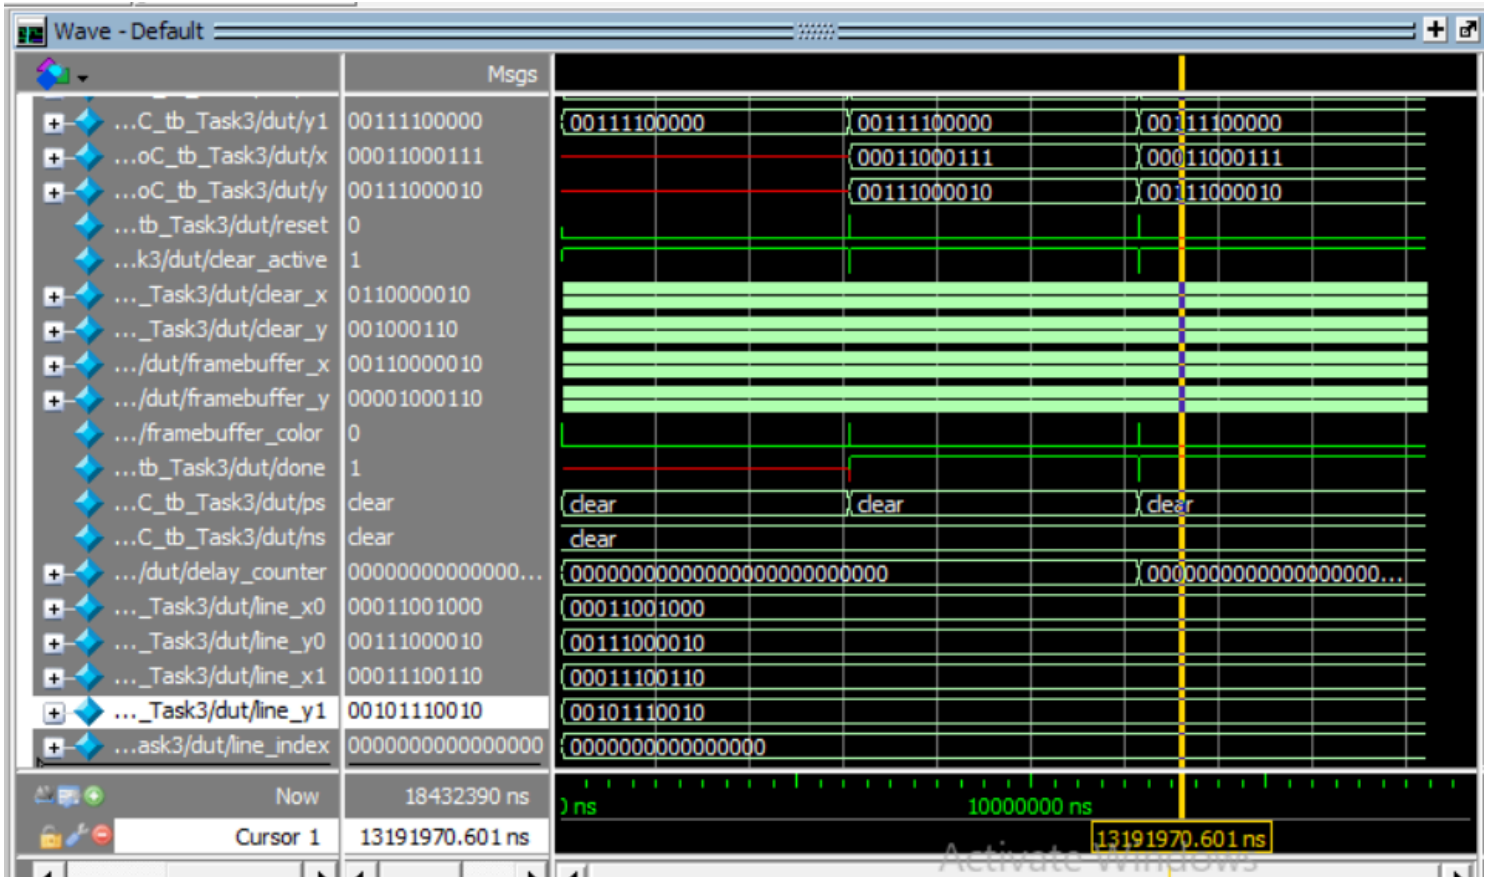 Wave - Default
Msgs
...C_tb_Task3/dut/y1 00111100000 00111100000 00111100000 00111100000
...oC_tb_Task3/dut/x 00011000111 00011000111 00011000111
...oC_tb_Task3/dut/y 00111000010 00111000010 00111000010
...tb_Task3/dut/reset 0
...k3/dut/clear_active 1
..._Task3/dut/clear_x 0110000010
..._Task3/dut/clear_y 001000110
.../dut/framebuffer_x 00110000010
.../dut/framebuffer_y 00001000110
.../framebuffer_color 0
...tb_Task3/dut/done 1
...C_tb_Task3/dut/ps clear clear clear clear
...C_tb_Task3/dut/ns clear clear
.../dut/delay_counter 00000000000000... 00000000000000000000000000 0000000000000000000...
..._Task3/dut/line_x0 00011001000 00011001000
..._Task3/dut/line_y0 00111000010 00111000010
..._Task3/dut/line_x1 00011100110 00011100110
..._Task3/dut/line_y1 00101110010 00101110010
...ask3/dut/line_index 0000000000000000 0000000000000000
Now 18432390 ns 0 ns 10000000 ns
Cursor 1 13191970.601 ns 13191970.601 ns
Activate Windows